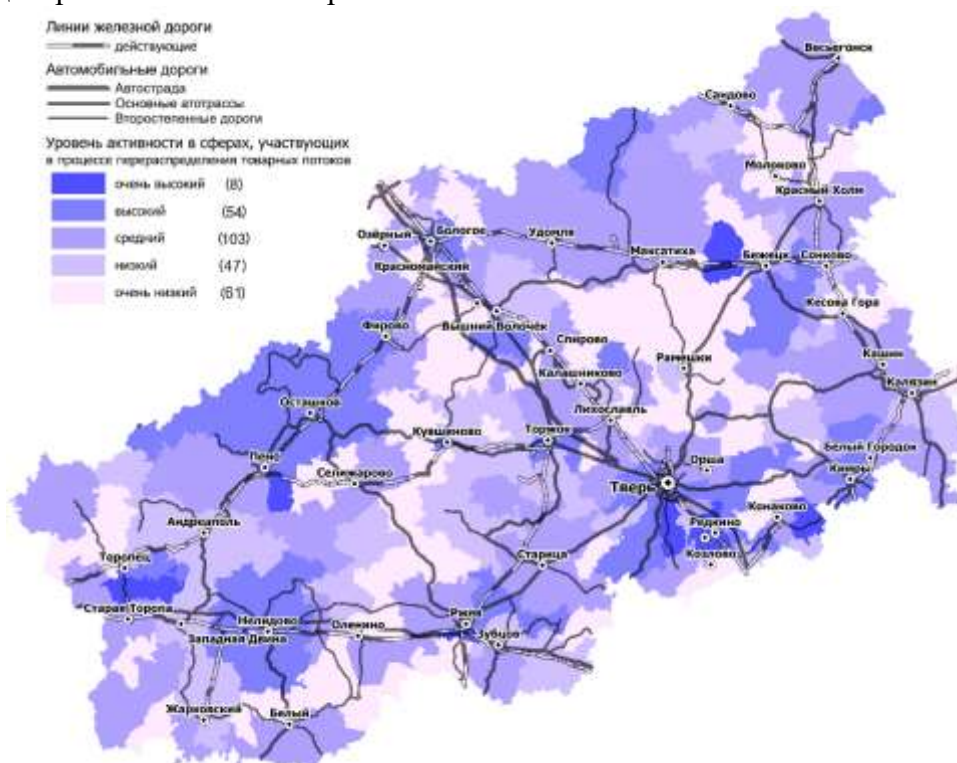 Линии железной дороги
действующие
Автомобильные дороги
Автострада
Основные атотрассы
Второстепенные дороги
Уровень активности в сферах, участвующих
в процессе перераспределения товарных потоков
очень высокий (8)
высокий (54)
средний (103)
низкий (47)
очень низкий (61)
Весьегонск
Сандово
Молоково
Красный Холм
Озёрный
Бологое
Удомля
Максатиха
Бижецк
Сонково
Красномайский
Кесова Гора
Фирово
Вышний Волочёк
Спирово
Рамешки
Кашин
Калашниково
Калязин
Осташков
Лихославль
Кувшиново
Торжок
Белый Городок
Пено
Селижарово
Орша
Кимры
Тверь
Конаково
Андреаполь
Редкино
Козлово
Торопец
Старица
Старая Торопа
Нелидово
Оленино
Ржев
Западная Двина
Зубцов
Жарковский
Белый